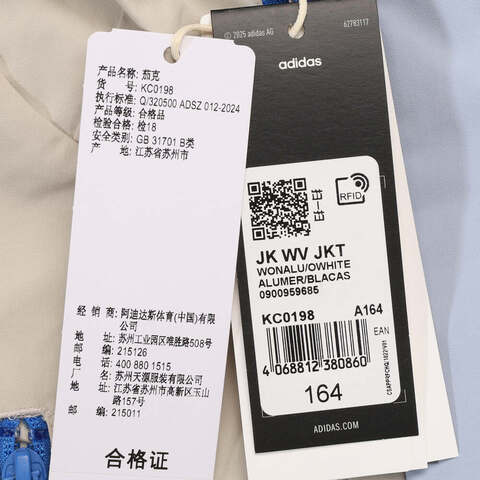 产品名称: 茄克
货 号: KC0198
执行标准: Q/320500 ADSZ 012-2024
产品等级: 合格品
检验合格: 检18
安全类别: GB 31701 B类
产 地: 江苏省苏州市
经销商: 阿迪达斯体育(中国)有限
公司
地址: 苏州工业园区唯胜路508号
邮编: 215126
电话: 400 880 1515
厂名: 苏州天源服装有限公司
地址: 江苏省苏州市高新区玉山
路157号
邮编: 215011
合格证
© 2025 adidas AG
62783117
adidas
RFID
JK WV JKT
WONALU/OWHITE
ALUMER/BLACAS
0900959685
KC0198 A164
EAN
4 068812 380860
164
ADIDAS.COM